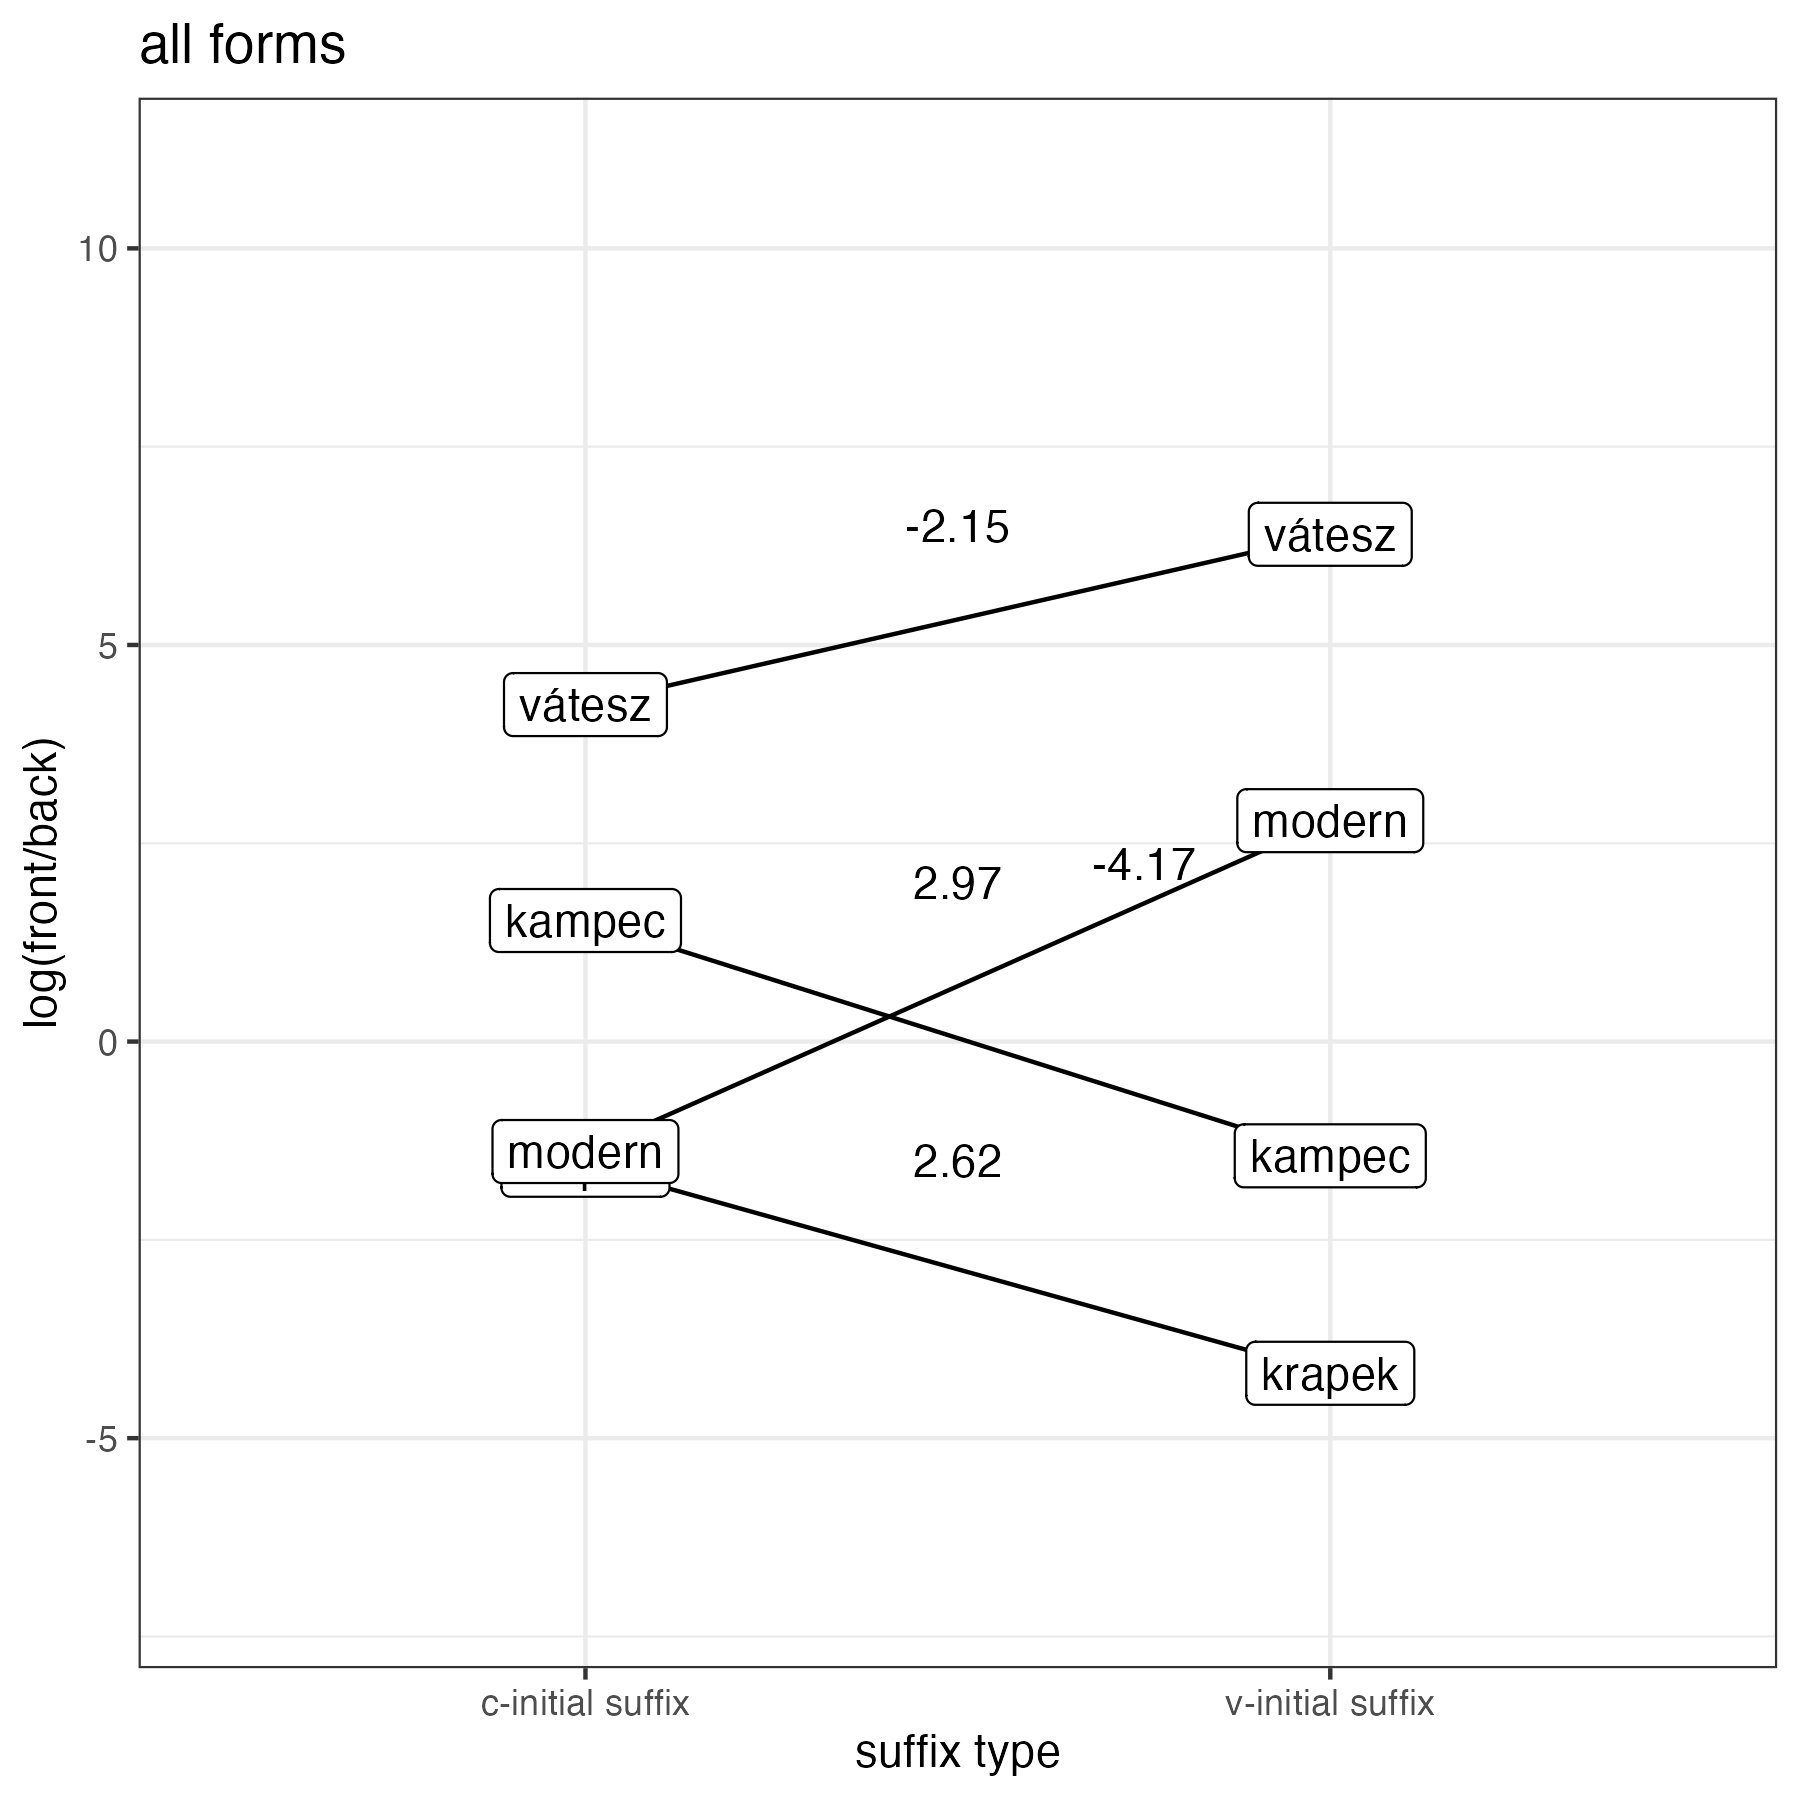 all forms
10
5
0
-5
log(front/back)
-2.15
vátesz
vátesz
modern
-4.17
2.97
kampec
modern
2.62
kampec
krapek
c-initial suffix
v-initial suffix
suffix type